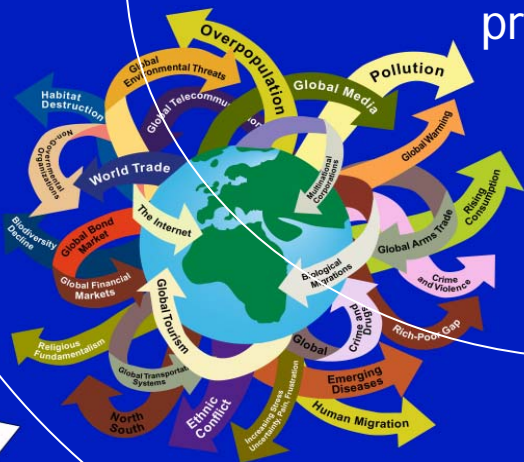 pr
Overpopulation
Pollution
Global
Environmental Threats
Global Media
Habitat
Destruction
Global Telecommu
tion
Global Warming
Non-Governmental
Organizations
World Trade
Multinational
Corporations
Rising
Consumption
The Internet
Global Arms Trade
Biodiversity
Decline
Global Bond
Market
Biological
Migrations
Crime
and Violence
Global Financial
Markets
Global Tourism
Crime and
Drugs
Rich-Poor Gap
Religious
Fundamentalism
Global Transportat
Systems
Global
Emerging
Diseases
North
South
Ethnic
Conflict
Increasing Stress
Uncertainty, Pain, Frustration
Human Migration